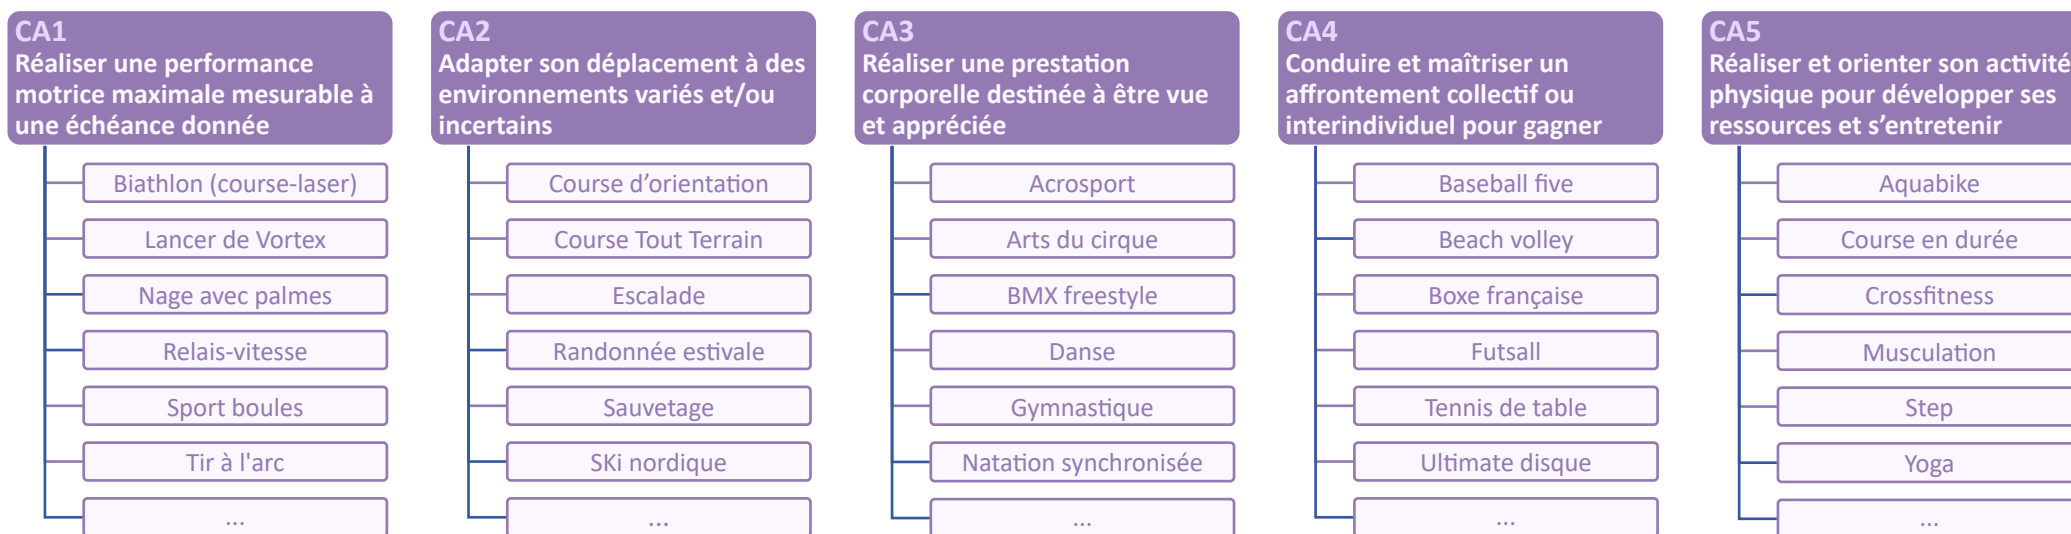 CA1
Réaliser une performance
motrice maximale mesurable à
une échéance donnée
Biathlon (course-laser)
Lancer de Vortex
Nage avec palmes
Relais-vitesse
Sport boules
Tir à l'arc
...
CA2
Adapter son déplacement à des
environnements variés et/ou
incertains
Course d’orientation
Course Tout Terrain
Escalade
Randonnée estivale
Sauvetage
SKi nordique
...
CA3
Réaliser une prestation
corporelle destinée à être vue
et appréciée
Acrosport
Arts du cirque
BMX freestyle
Danse
Gymnastique
Natation synchronisée
...
CA4
Conduire et maîtriser un
affrontement collectif ou
interindividuel pour gagner
Baseball five
Beach volley
Boxe française
Futsall
Tennis de table
Ultimate disque
...
CA5
Réaliser et orienter son activité
physique pour développer ses
ressources et s’entretenir
Aquabike
Course en durée
Crossfitness
Musculation
Step
Yoga
...